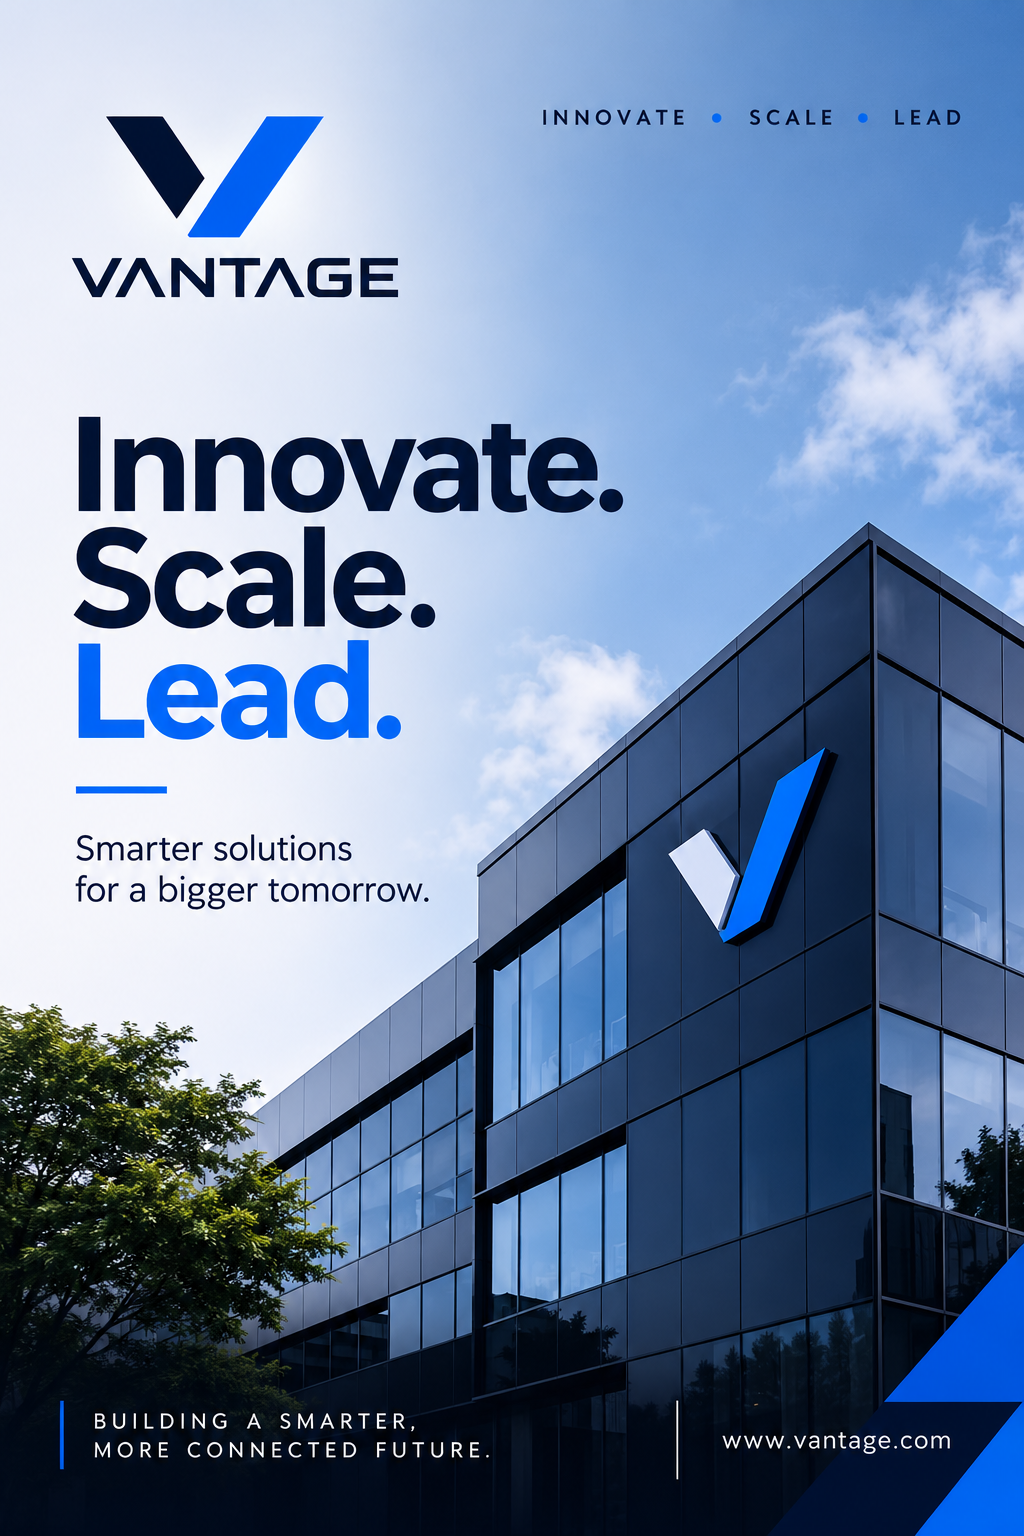 INNOVATE • SCALE • LEAD
VANTAGE
Innovate.
Scale.
Lead.
Smarter solutions
for a bigger tomorrow.
BUILDING A SMARTER,
MORE CONNECTED FUTURE.
www.vantage.com